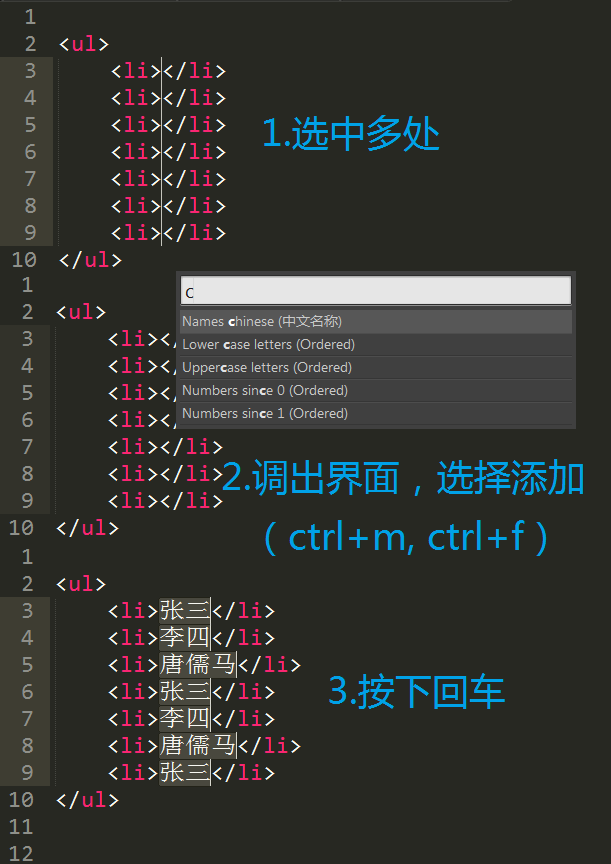 1
2 <ul>
3 <li></li>
4 <li></li>
5 <li></li>
6 <li></li>
7 <li></li>
8 <li></li>
9 <li></li>
10 </ul>
1.选中多处
1
2 <ul>
3 <li><
4 <li><
5 <li><
6 <li><
7 <li></li>
8 <li></li>
9 <li></li>
10 </ul>
C
Names chinese (中文名称)
Lower case letters (Ordered)
Uppercase letters (Ordered)
Numbers since 0 (Ordered)
Numbers since 1 (Ordered)
2.调出界面，选择添加
（ctrl+m, ctrl+f）
1
2 <ul>
3 <li>张三</li>
4 <li>李四</li>
5 <li>唐儒马</li>
6 <li>张三</li>
7 <li>李四</li>
8 <li>唐儒马</li>
9 <li>张三</li>
10 </ul>
11
12
3.按下回车